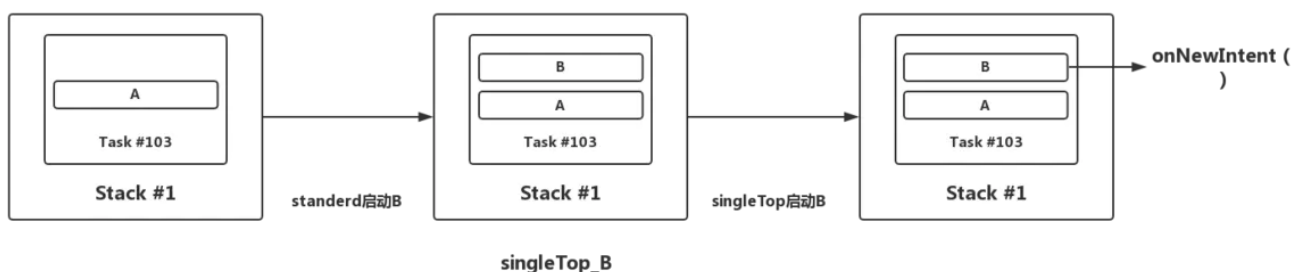 A
Task #103
Stack #1
standerd启动B
B
A
Task #103
Stack #1
singleTop启动B
B
A
Task #103
Stack #1
onNewIntent (
)
singleTop_B